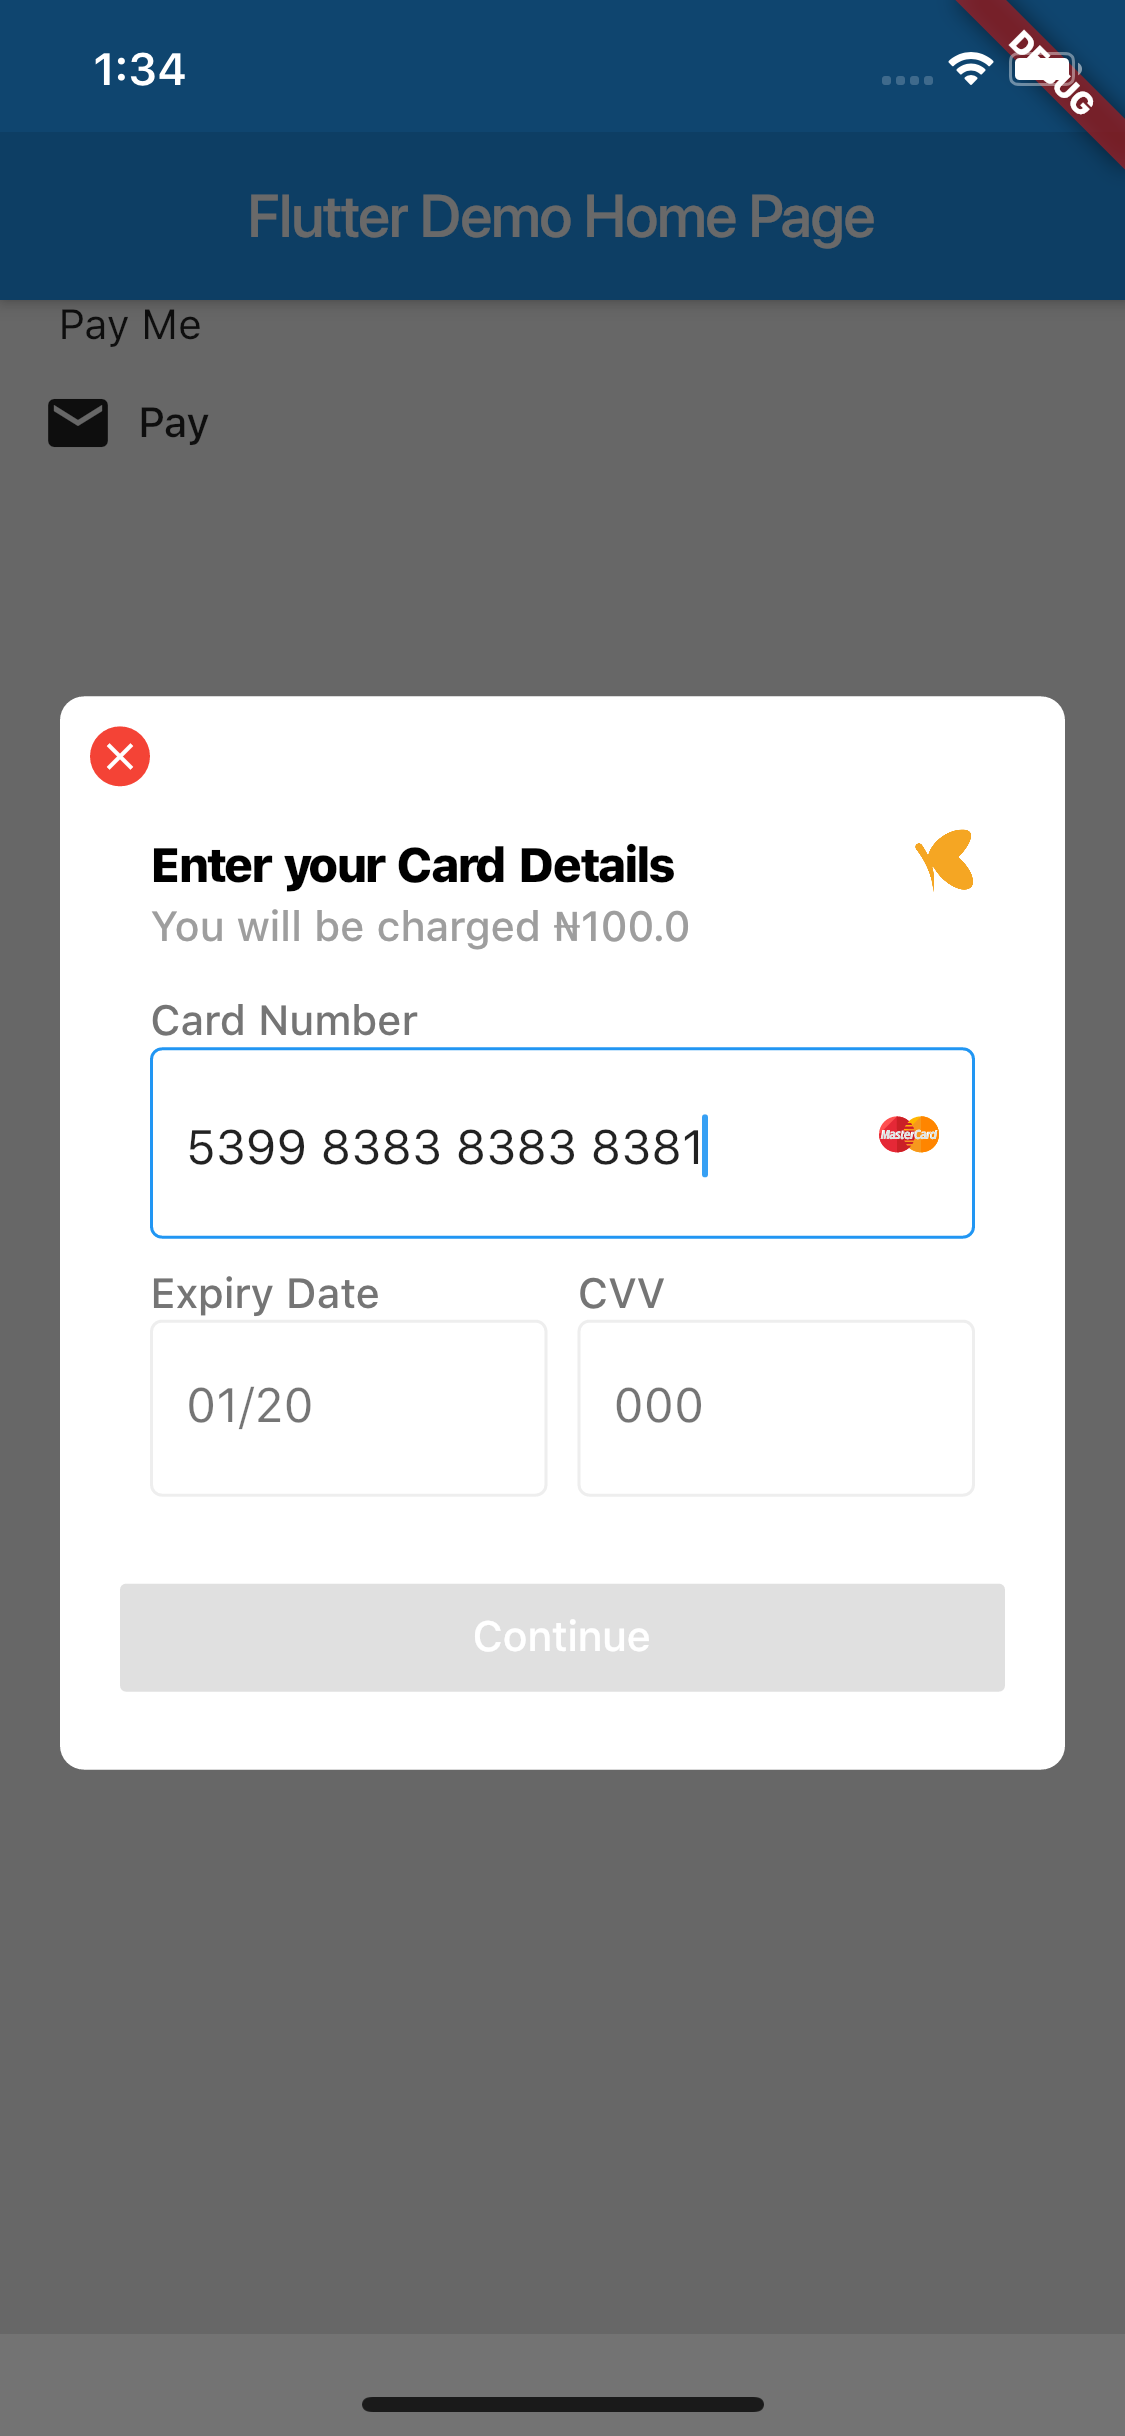 1:34
DEBUG
Flutter Demo Home Page
Pay Me
Pay
Enter your Card Details
You will be charged ₦100.0
Card Number
5399 8383 8383 8381
MasterCard
Expiry Date
CVV
01/20
000
Continue